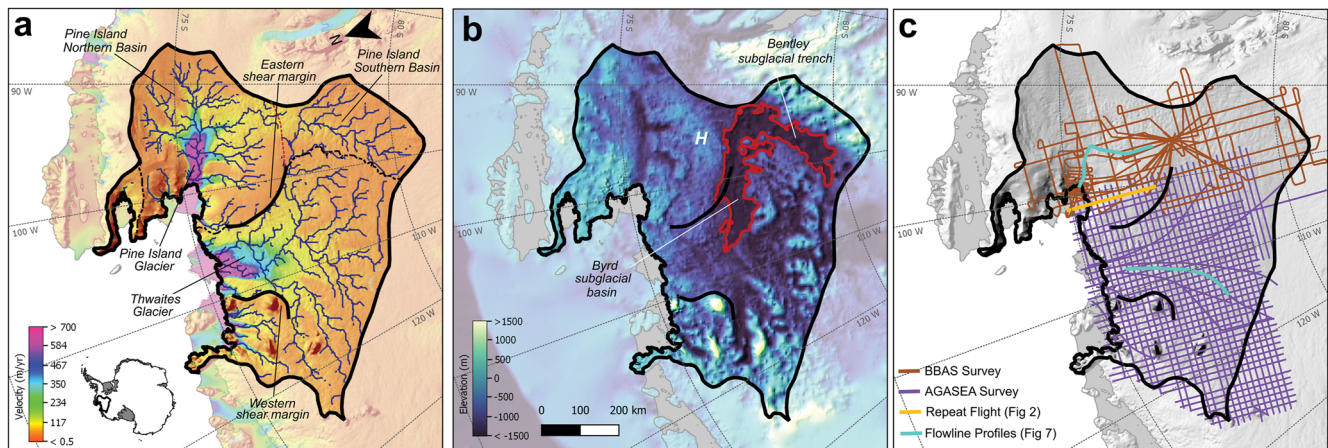 a
Pine Island
Northern Basin
Eastern
shear margin
Pine Island
Southern Basin
75 S
80 S
N
90 W
100 W
110 W
120 W
Pine Island
Glacier
Thwaites
Glacier
Western
shear margin
Velocity (m/yr)
> 700
584
467
350
234
117
< 0.5
b
Bentley
subglacial trench
75 S
80 S
90 W
H
100 W
110 W
120 W
Byrd
subglacial
basin
Elevation (m)
>1500
1000
500
0
-500
-1000
< -1500
0 100 200 km
c
75 S
80 S
90 W
100 W
110 W
120 W
BBAS Survey
AGASEA Survey
Repeat Flight (Fig 2)
Flowline Profiles (Fig 7)